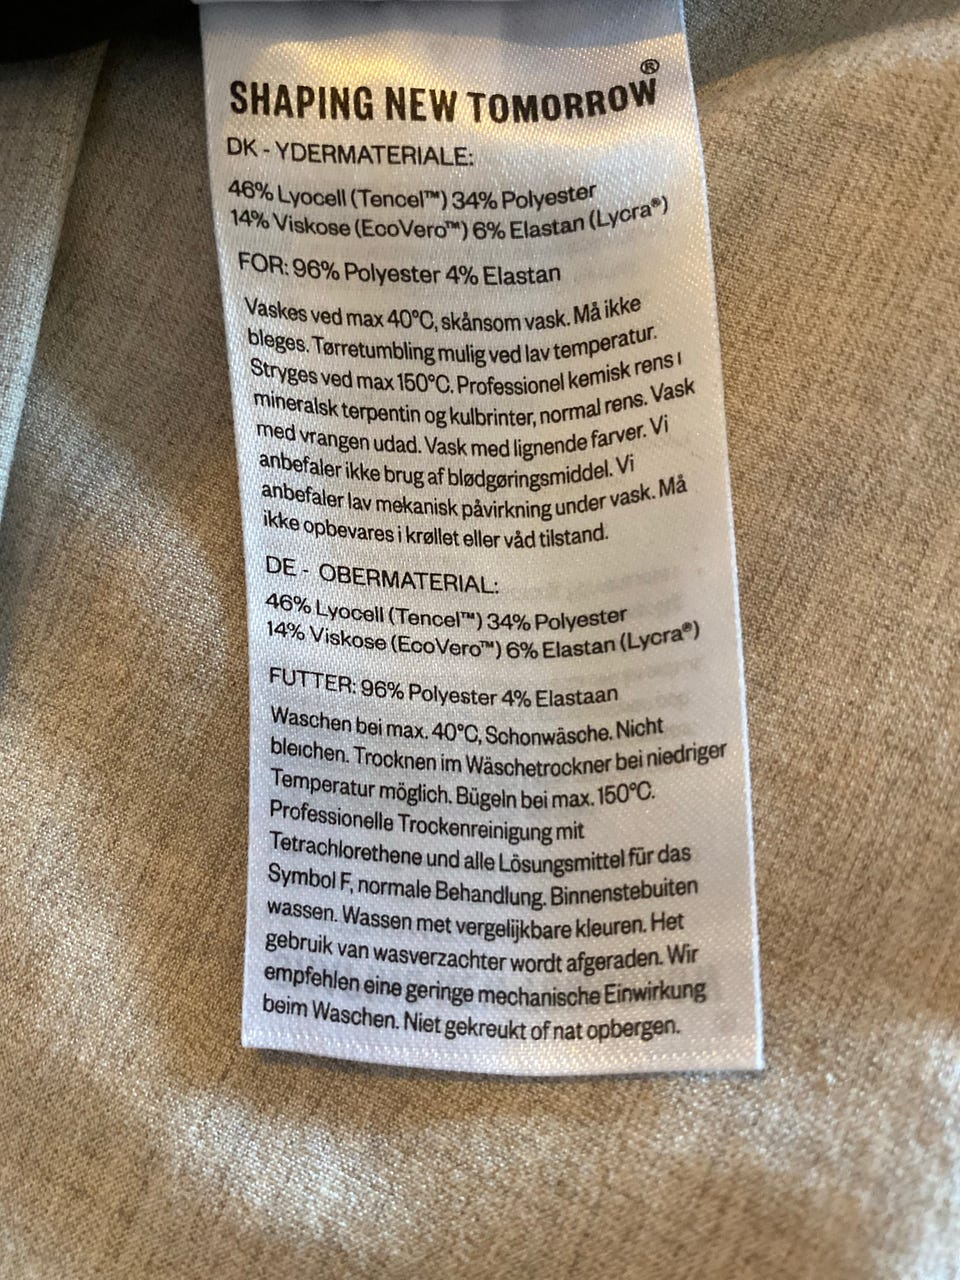 SHAPING NEW TOMORROW®
DK - YDERMATERIALE:
46% Lyocell (Tencel™) 34% Polyester
14% Viskose (EcoVero™) 6% Elastan (Lycra®)
FOR: 96% Polyester 4% Elastan
Vaskes ved max 40°C, skånsom vask. Må ikke
bleges. Tørretumbling mulig ved lav temperatur.
Stryges ved max 150°C. Professionel kemisk rens i
mineralsk terpentin og kulbrinter, normal rens. Vask
med vrangen udad. Vask med lignende farver. Vi
anbefaler ikke brug af blødgøringsmiddel. Vi
anbefaler lav mekanisk påvirkning under vask. Må
ikke opbevares i krøllet eller våd tilstand.
DE - OBERMATERIAL:
46% Lyocell (Tencel™) 34% Polyester
14% Viskose (EcoVero™) 6% Elastan (Lycra®)
FUTTER: 96% Polyester 4% Elastaan
Waschen bei max. 40°C, Schonwäsche. Nicht
bleichen. Trocknen im Wäschetrockner bei niedriger
Temperatur möglich. Bügeln bei max. 150°C.
Professionelle Trockenreinigung mit
Tetrachlorethene und alle Lösungsmittel für das
Symbol F, normale Behandlung. Binnenstebuiten
wassen. Wassen met vergelijkbare kleuren. Het
gebruik van wasverzachter wordt afgeraden. Wir
empfehlen eine geringe mechanische Einwirkung
beim Waschen. Niet gekreukt of nat opbergen.